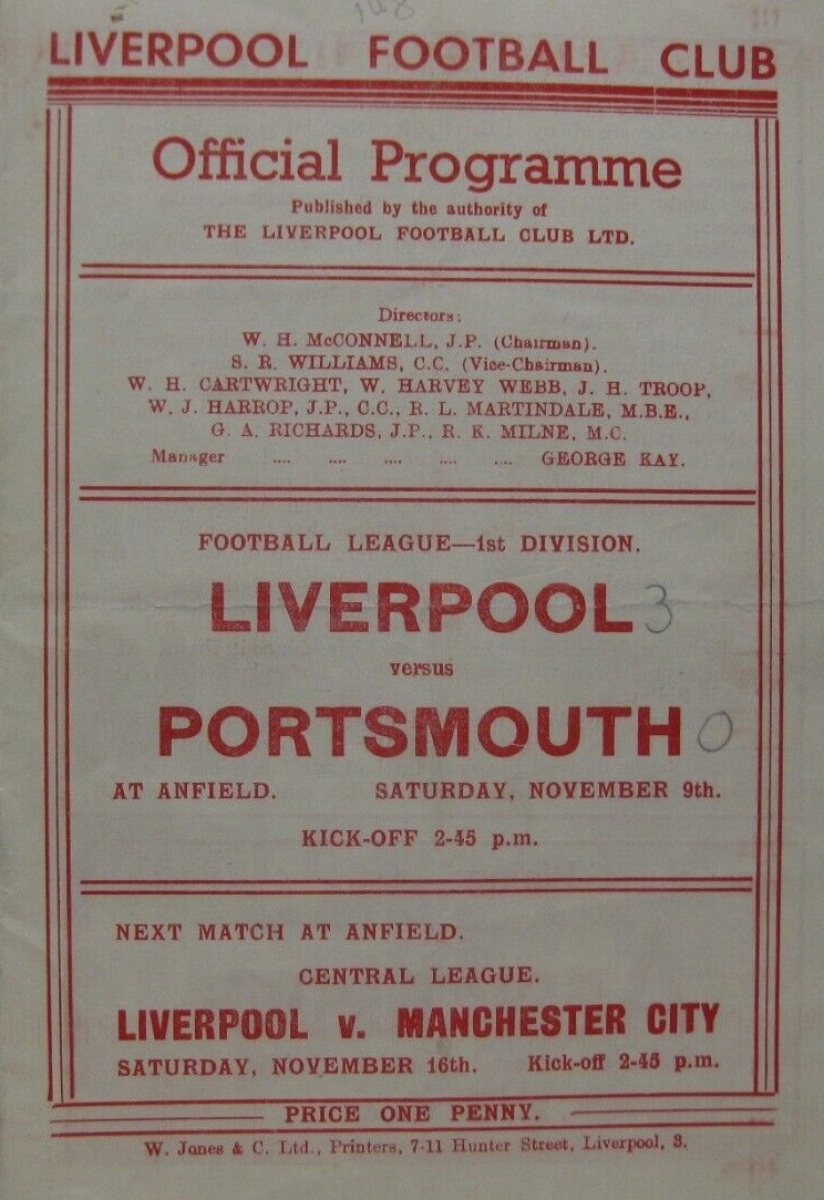 148
LIVERPOOL FOOTBALL CLUB
Official Programme
Published by the authority of
THE LIVERPOOL FOOTBALL CLUB LTD.
Directors:
W. H. McCONNELL, J.P. (Chairman).
S. R. WILLIAMS, C.C. (Vice-Chairman).
W. H. CARTWRIGHT, W. HARVEY WEBB, J. H. TROOP,
W. J. HARROP, J.P., C.C., R. L. MARTINDALE, M.B.E.,
G. A. RICHARDS, J.P., R. K. MILNE, M.C.
Manager .... .... .... .... .... GEORGE KAY.
FOOTBALL LEAGUE—1st DIVISION.
LIVERPOOL 3
versus
PORTSMOUTH 0
AT ANFIELD. SATURDAY, NOVEMBER 9th.
KICK-OFF 2-45 p.m.
NEXT MATCH AT ANFIELD.
CENTRAL LEAGUE.
LIVERPOOL v. MANCHESTER CITY
SATURDAY, NOVEMBER 16th. Kick-off 2-45 p.m.
PRICE ONE PENNY.
W. Jones & C. Ltd., Printers, 7-11 Hunter Street, Liverpool, 3.